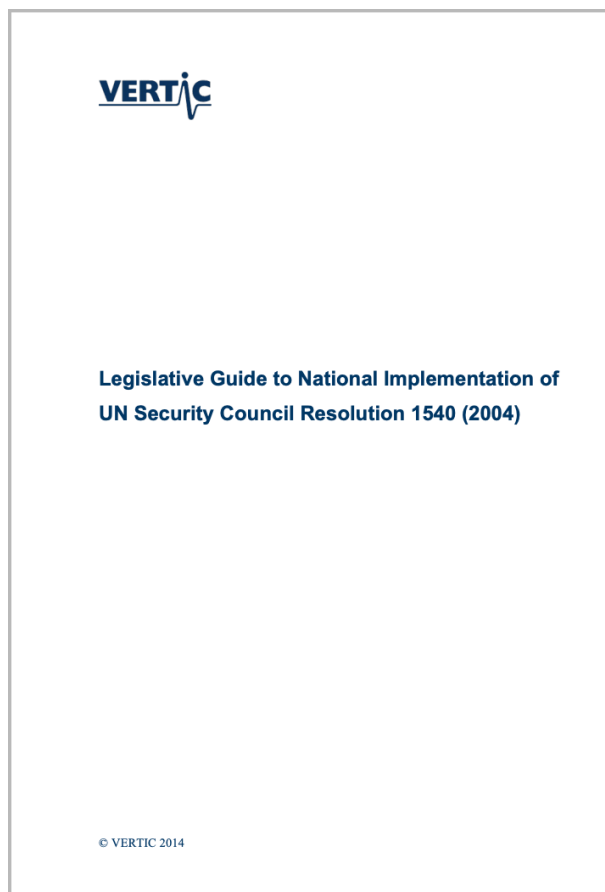 VERTIC
Legislative Guide to National Implementation of
UN Security Council Resolution 1540 (2004)
© VERTIC 2014